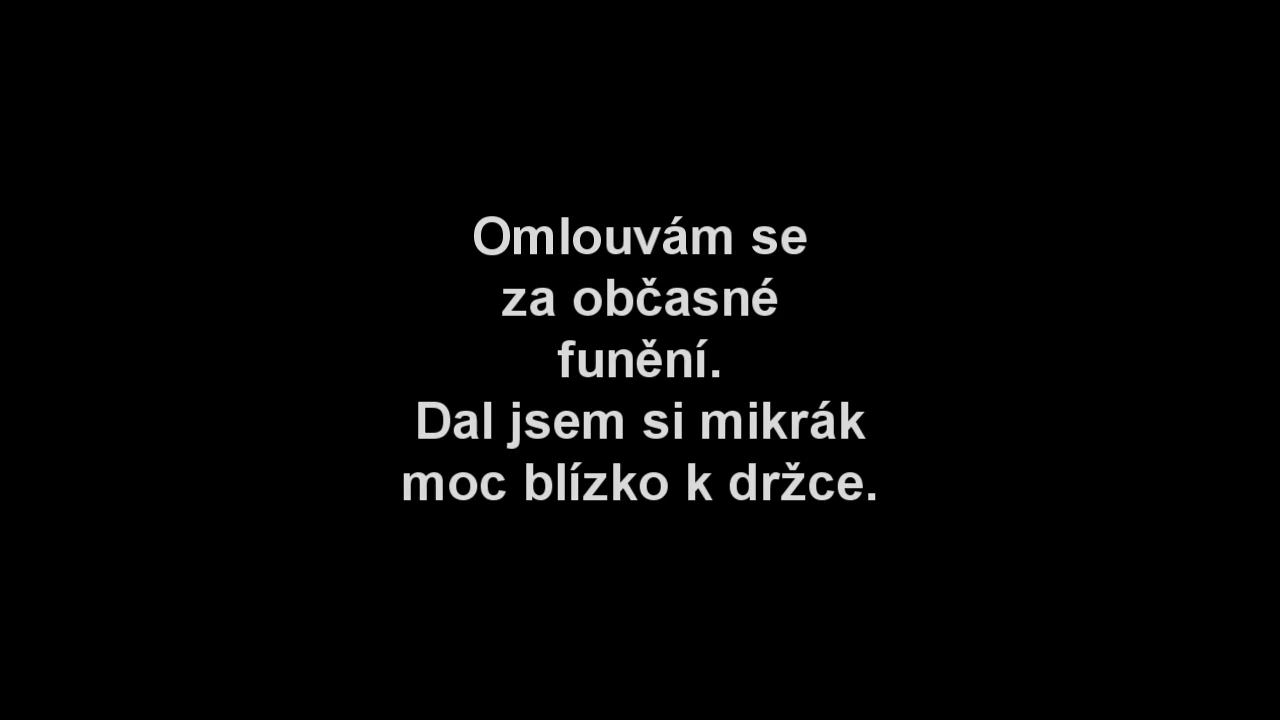 Omlouvám se
za občasné
funění.
Dal jsem si mikrák
moc blízko k držce.